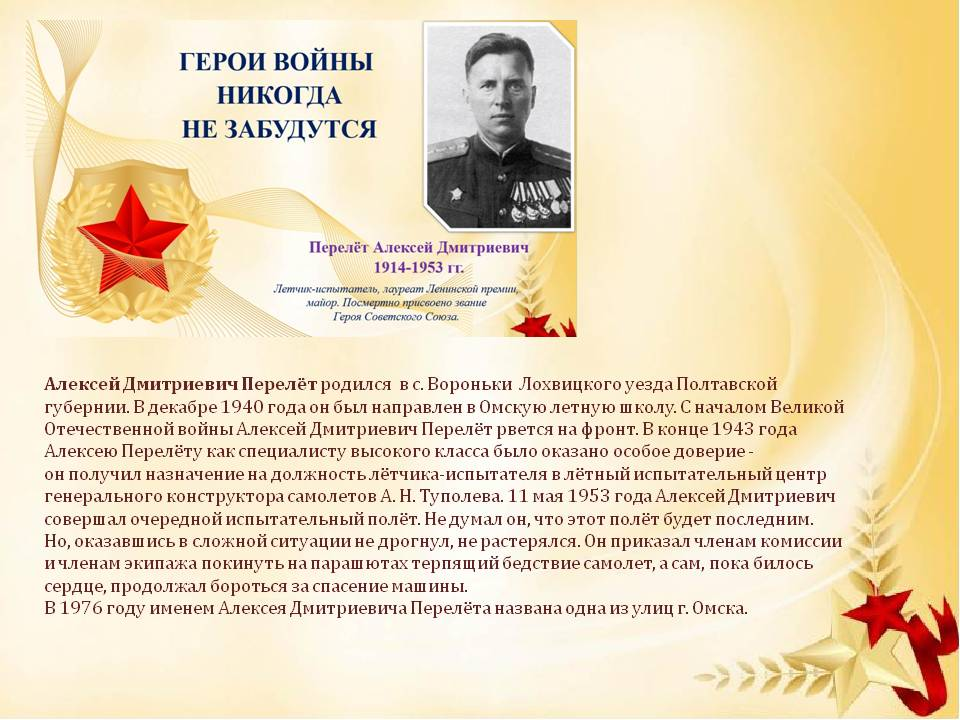 ГЕРОИ ВОЙНЫ
НИКОГДА
НЕ ЗАБУДУТСЯ
Перелёт Алексей Дмитриевич
1914-1953 гг.
Летчик-испытатель, лауреат Ленинской премии,
майор. Посмертно присвоено звание
Героя Советского Союза.
Алексей Дмитриевич Перелёт родился в с. Вороньки Лохвицкого уезда Полтавской
губернии. В декабре 1940 года он был направлен в Омскую летную школу. С началом Великой
Отечественной войны Алексей Дмитриевич Перелёт рвется на фронт. В конце 1943 года
Алексею Перелёту как специалисту высокого класса было оказано особое доверие -
он получил назначение на должность лётчика-испытателя в лётный испытательный центр
генерального конструктора самолетов А. Н. Туполева. 11 мая 1953 года Алексей Дмитриевич
совершал очередной испытательный полёт. Не думал он, что этот полёт будет последним.
Но, оказавшись в сложной ситуации не дрогнул, не растерялся. Он приказал членам комиссии
и членам экипажа покинуть на парашютах терпящий бедствие самолет, а сам, пока билось
сердце, продолжал бороться за спасение машины.
В 1976 году именем Алексея Дмитриевича Перелёта названа одна из улиц г. Омска.